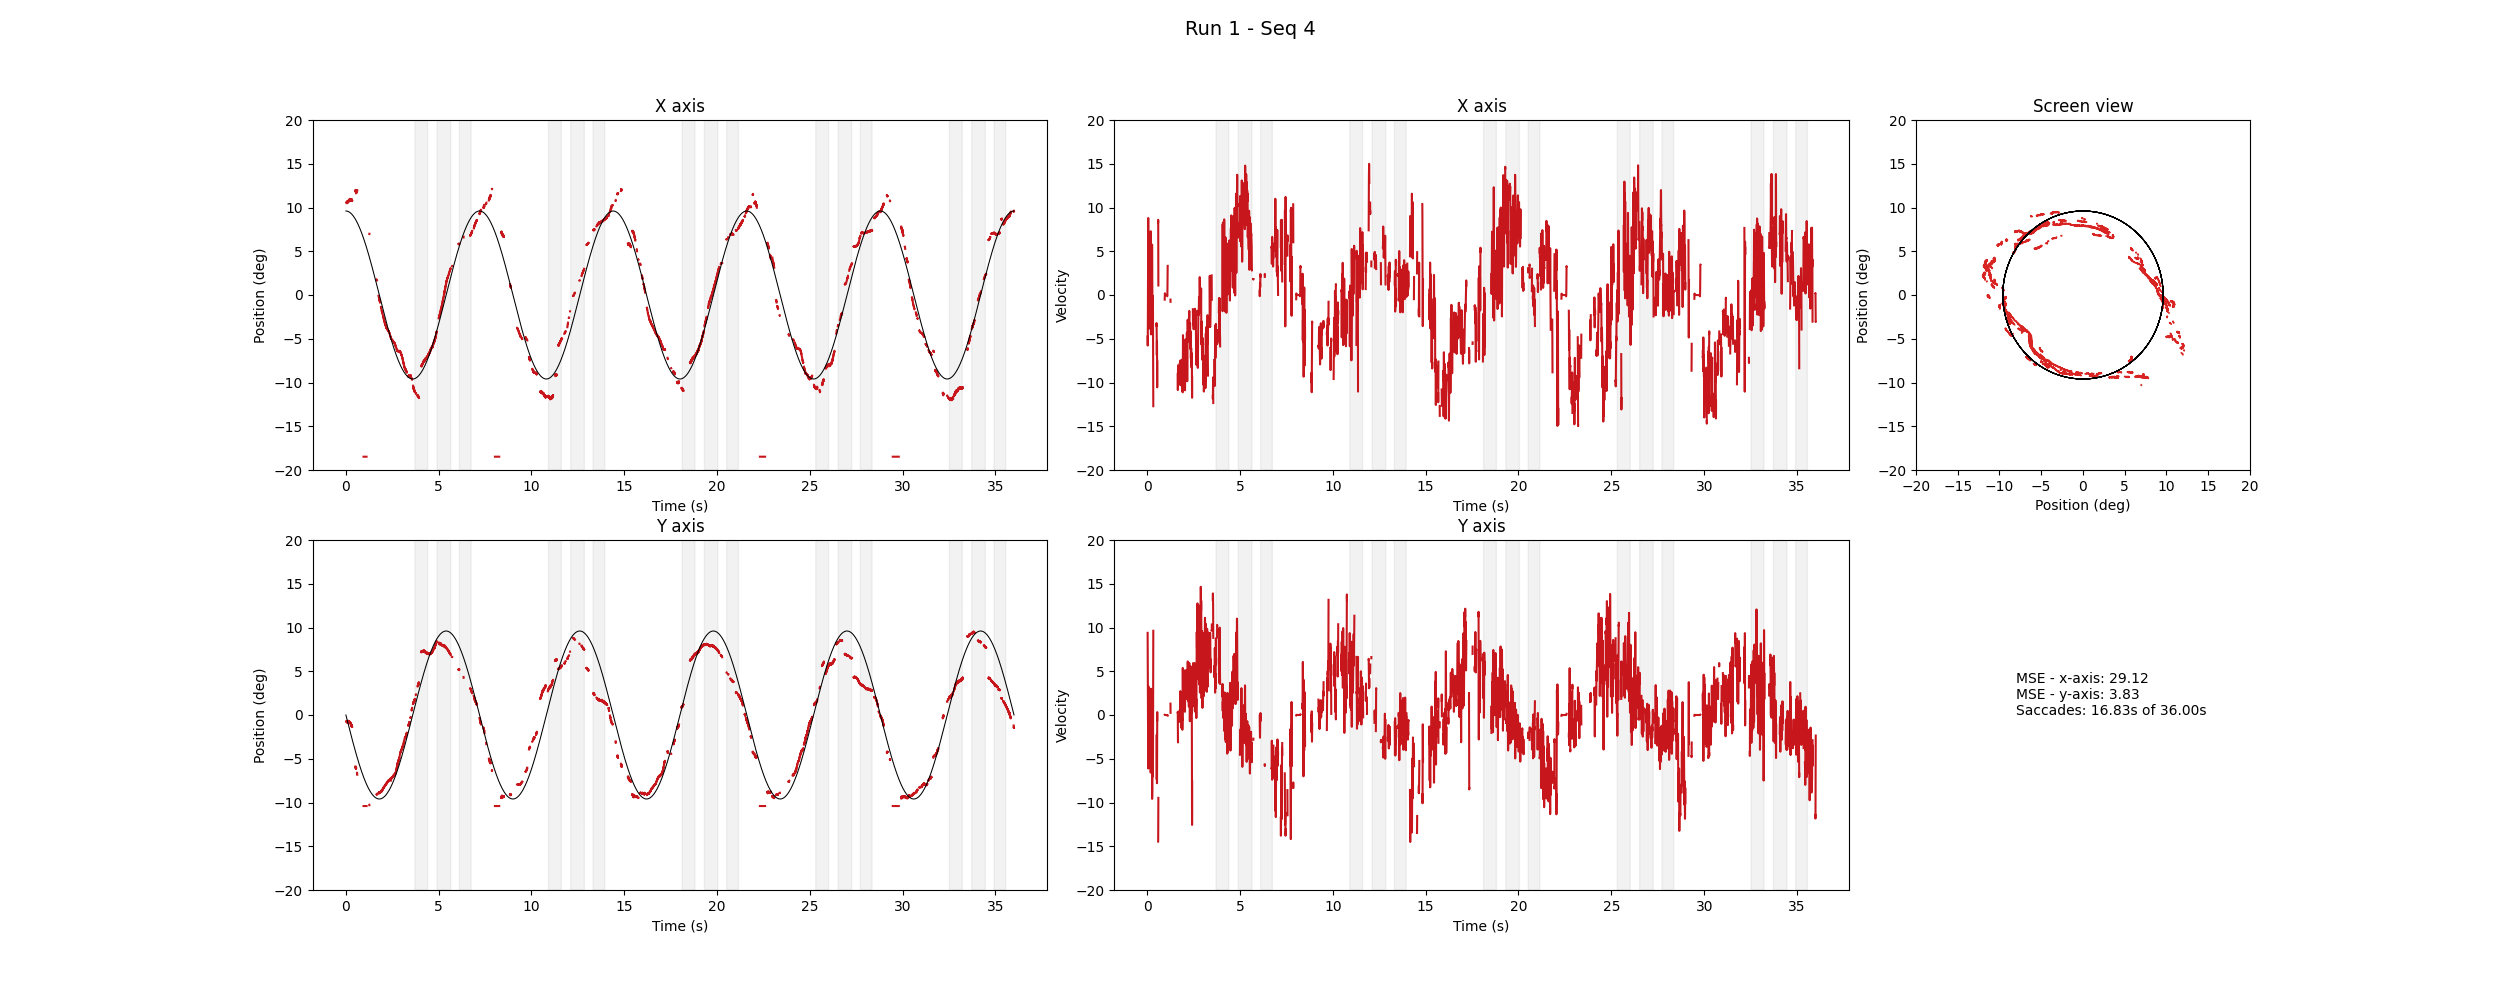 Run 1 - Seq 4
X axis
20
15
10
5
0
−5
−10
−15
−20
Position (deg)
0 5 10 15 20 25 30 35
Time (s)
X axis
20
15
10
5
0
−5
−10
−15
−20
Velocity
0 5 10 15 20 25 30 35
Time (s)
Screen view
20
15
10
5
0
−5
−10
−15
−20
Position (deg)
−20 −15 −10 −5 0 5 10 15 20
Position (deg)
Y axis
20
15
10
5
0
−5
−10
−15
−20
Position (deg)
0 5 10 15 20 25 30 35
Time (s)
Y axis
20
15
10
5
0
−5
−10
−15
−20
Velocity
0 5 10 15 20 25 30 35
Time (s)
MSE - x-axis: 29.12
MSE - y-axis: 3.83
Saccades: 16.83s of 36.00s